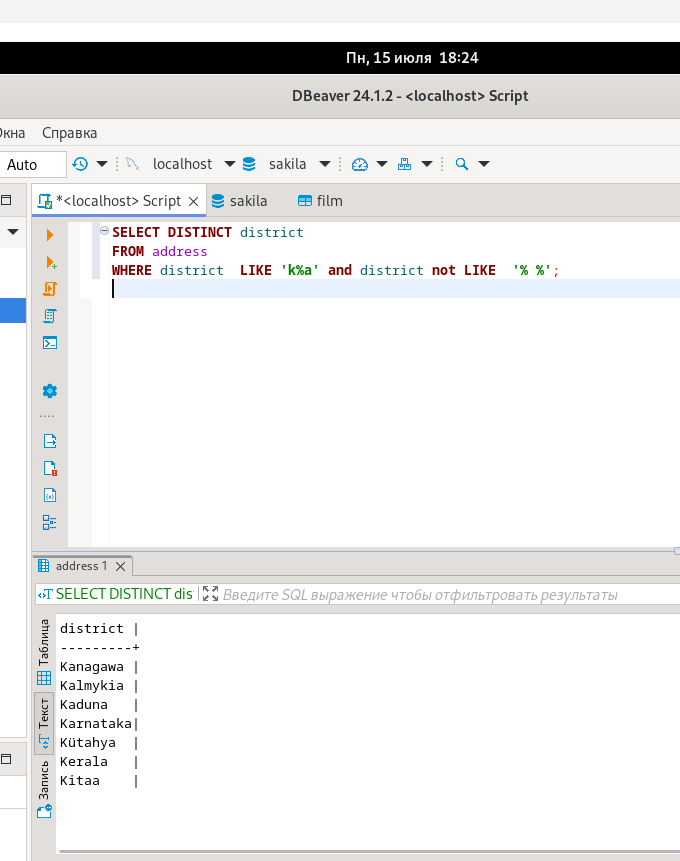 Пн, 15 июля 18:24
DBeaver 24.1.2 - <localhost> Script
Окна Справка
Auto localhost sakila
*<localhost> Script sakila film
SELECT DISTINCT district
FROM address
WHERE district  LIKE 'k%a' and district not LIKE  '% %';
address 1
SELECT DISTINCT dis Введите SQL выражение чтобы отфильтровать результаты
Таблица
Текст
Запись
district |
---------+
Kanagawa |
Kalmykia |
Kaduna   |
Karnataka|
Kütahya  |
Kerala   |
Kitaa    |